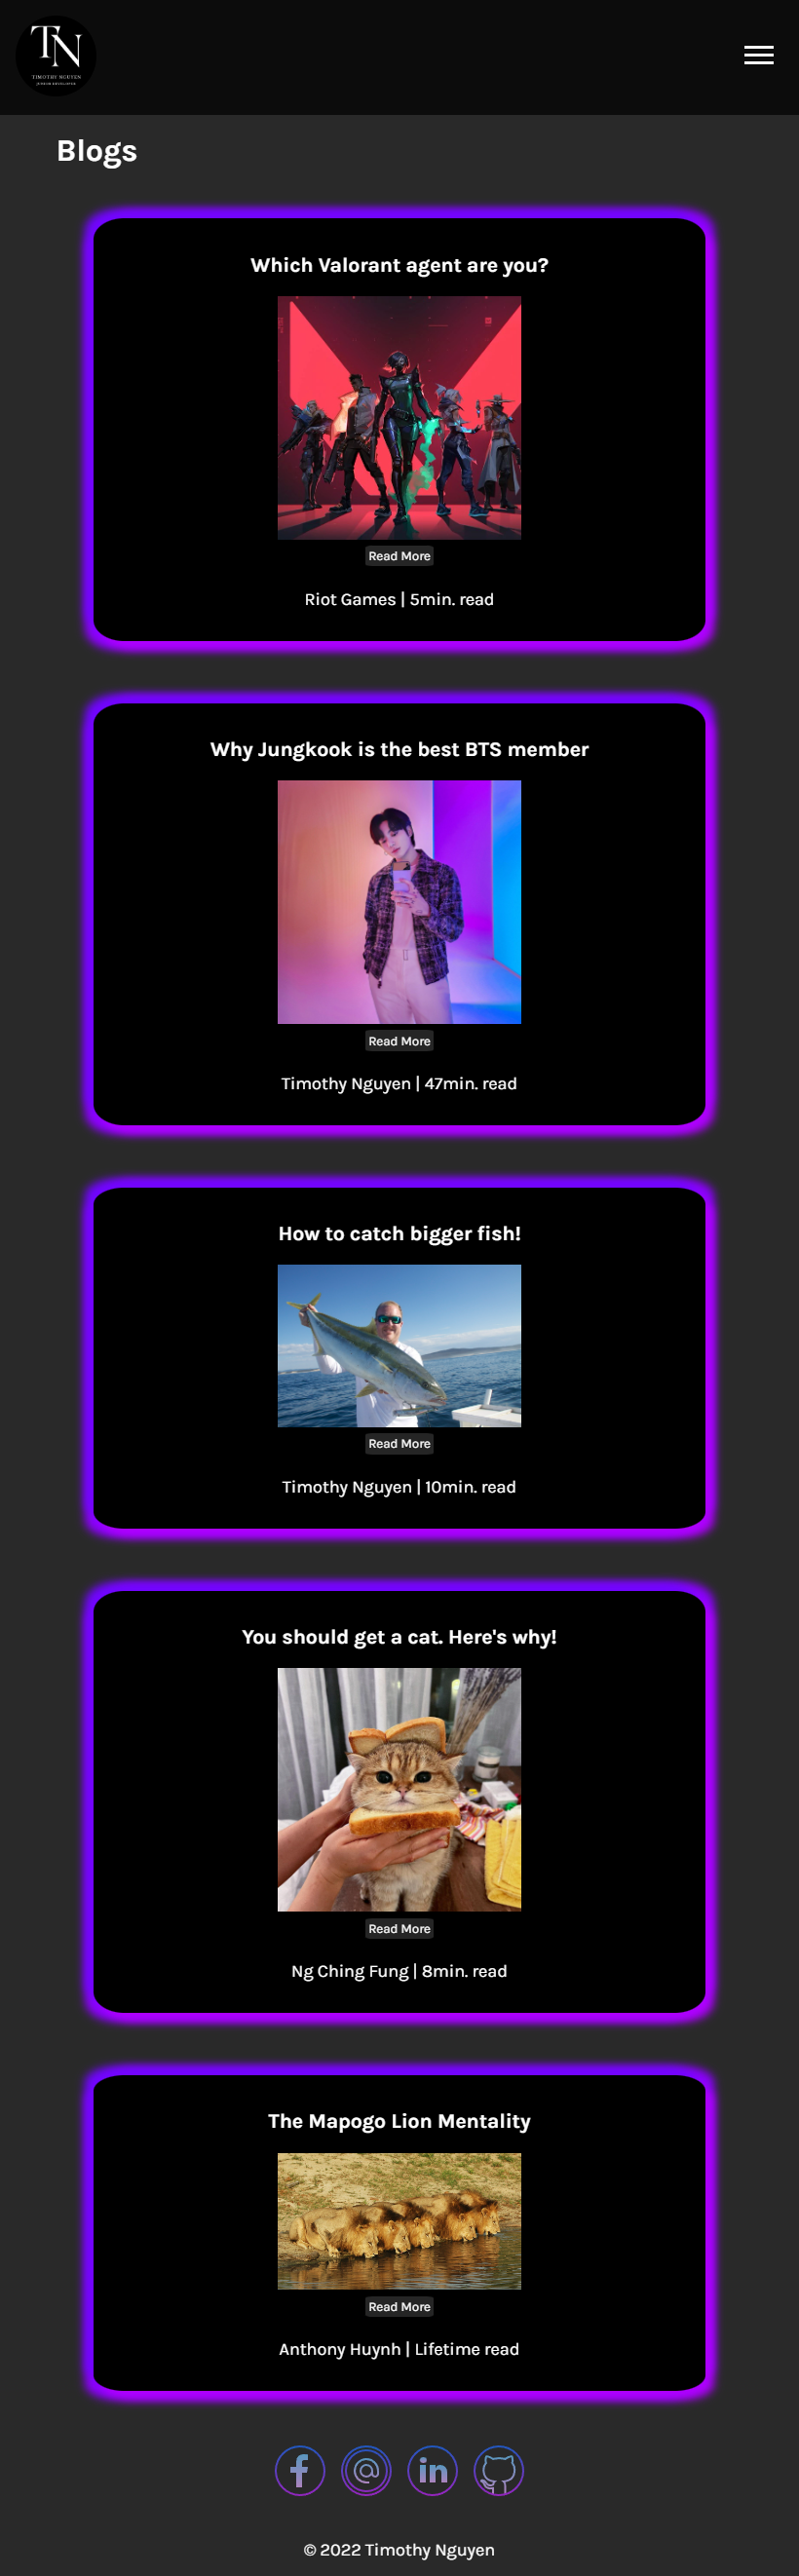 TN
TIMOTHY NGUYEN
JUNIOR DEVELOPER
Blogs
Which Valorant agent are you?
Read More
Riot Games | 5min. read
Why Jungkook is the best BTS member
Read More
Timothy Nguyen | 47min. read
How to catch bigger fish!
Read More
Timothy Nguyen | 10min. read
You should get a cat. Here's why!
Read More
Ng Ching Fung | 8min. read
The Mapogo Lion Mentality
Read More
Anthony Huynh | Lifetime read
© 2022 Timothy Nguyen